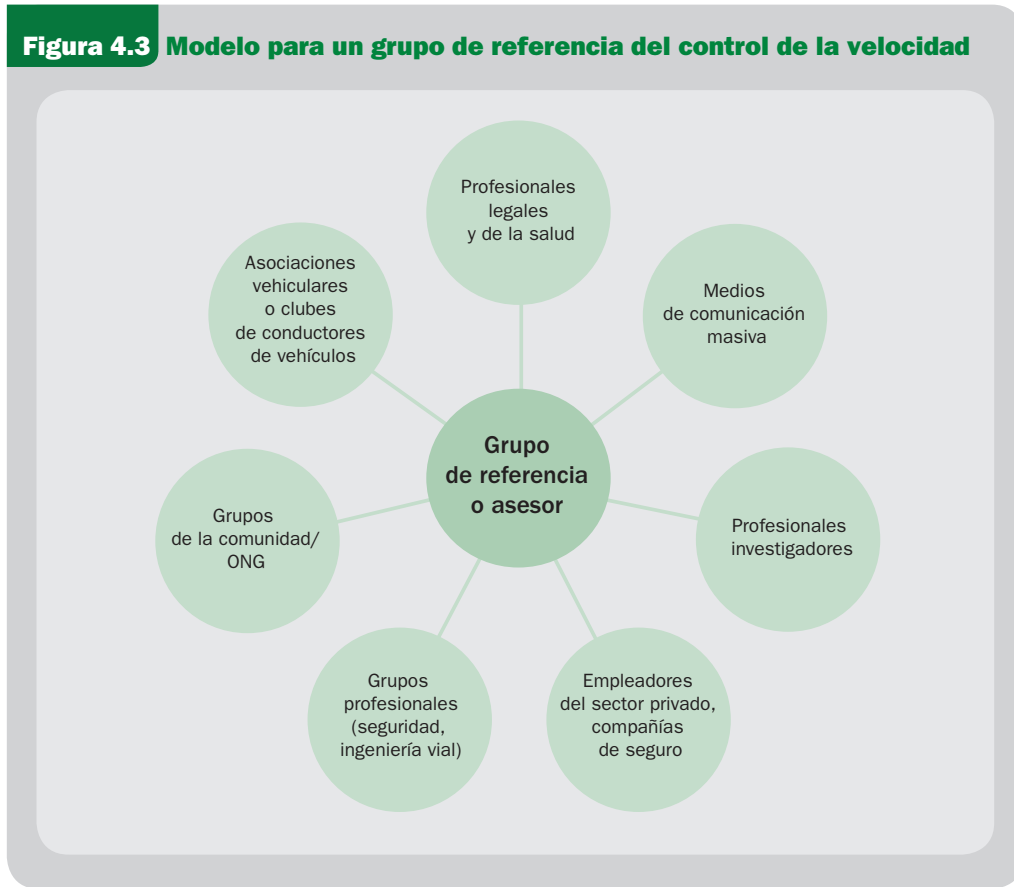 Figura 4.3 Modelo para un grupo de referencia del control de la velocidad
Profesionales
legales
y de la salud
Medios
de comunicación
masiva
Profesionales
investigadores
Empleadores
del sector privado,
compañías
de seguro
Grupos
profesionales
(seguridad,
ingeniería vial)
Grupos
de la comunidad/
ONG
Asociaciones
vehiculares
o clubes
de conductores
de vehículos
Grupo
de referencia
o asesor